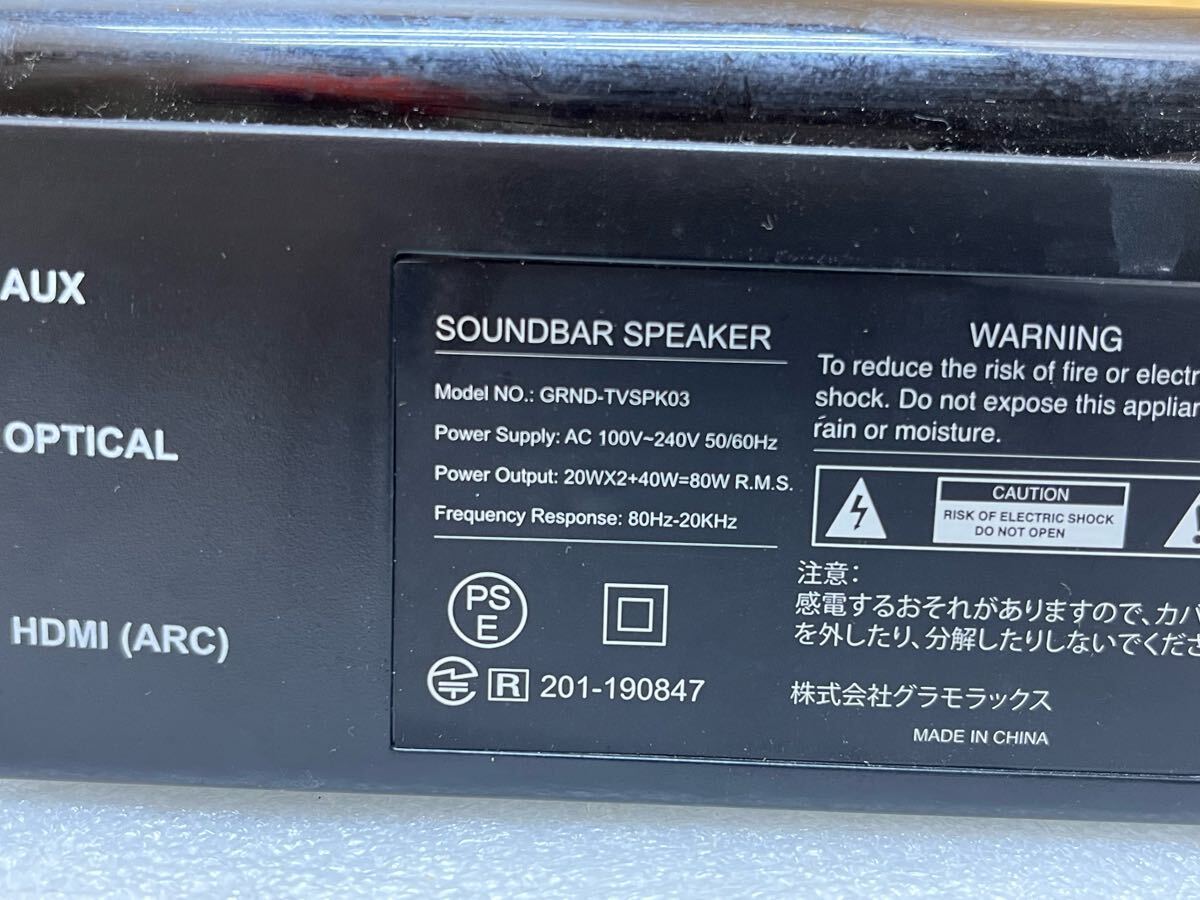 AUX
OPTICAL
HDMI (ARC)
SOUNDBAR SPEAKER
Model NO.: GRND-TVSPK03
Power Supply: AC 100V~240V 50/60Hz
Power Output: 20WX2+40W=80W R.M.S.
Frequency Response: 80Hz-20KHz
PS
E
R 201-190847
WARNING
To reduce the risk of fire or electr
shock. Do not expose this applian
rain or moisture.
CAUTION
RISK OF ELECTRIC SHOCK
DO NOT OPEN
注意：
感電するおそれがありますので、カバ
を外したり、分解したりしないでくださ
株式会社グラモラックス
MADE IN CHINA